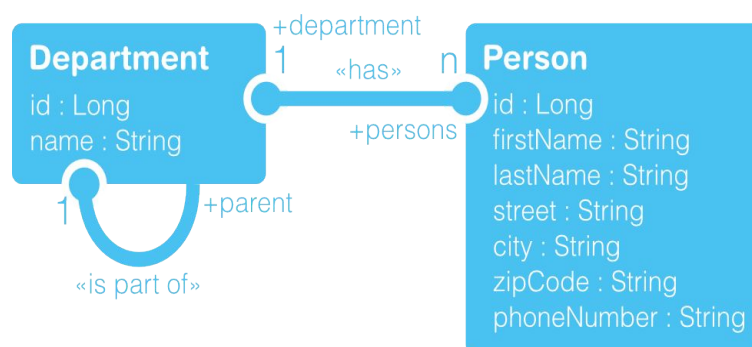 Department
id : Long
name : String
+department
1
«has»
n
+persons
1
+parent
«is part of»
Person
id : Long
firstName : String
lastName : String
street : String
city : String
zipCode : String
phoneNumber : String